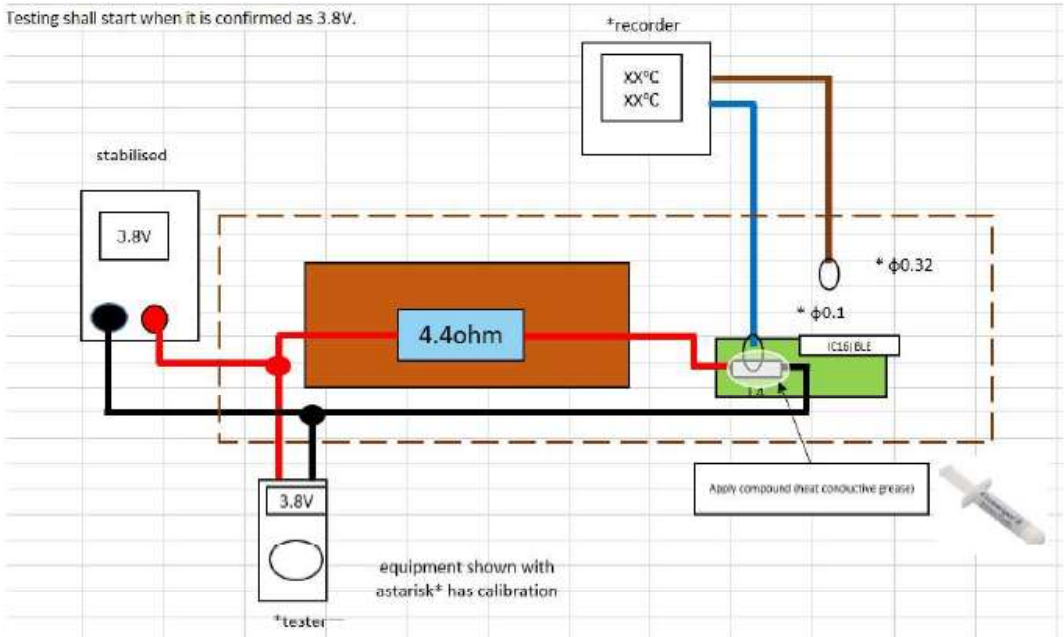 Testing shall start when it is confirmed as 3.8V.
*recorder
XX°C
XX°C
stabilised
3.8V
* ϕ0.32
* ϕ0.1
4.4ohm
IC16|BLE
Apply compound (heat conductive grease)
3.8V
equipment shown with
astarisk* has calibration
*tester